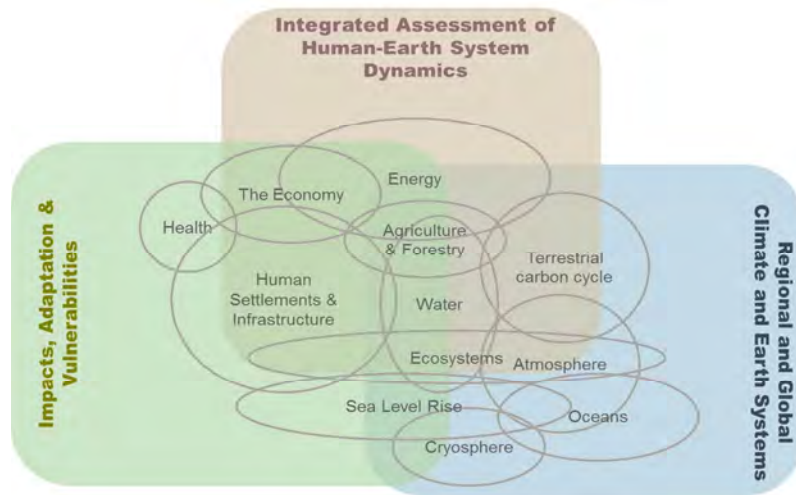 Integrated Assessment of
Human-Earth System
Dynamics
Impacts, Adaptation &
Vulnerabilities
Regional and Global
Climate and Earth Systems
Energy
The Economy
Health
Agriculture
& Forestry
Terrestrial
carbon cycle
Human
Settlements &
Infrastructure
Water
Ecosystems
Atmosphere
Sea Level Rise
Oceans
Cryosphere